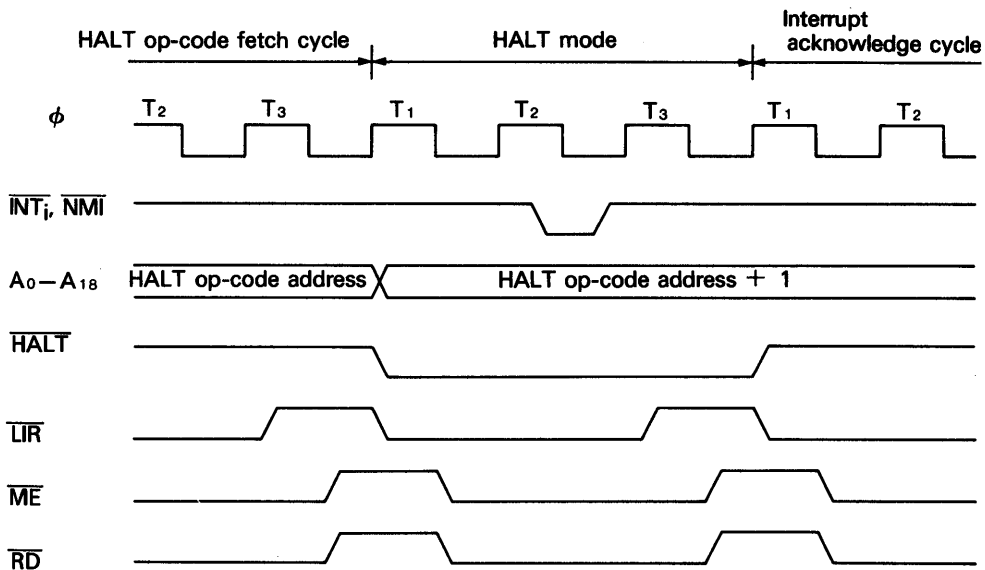 HALT op-code fetch cycle
HALT mode
Interrupt
acknowledge cycle
ϕ
T2 T3 T1 T2 T3 T1 T2
INTj, NMI
A0–A18
HALT op-code address
HALT op-code address + 1
HALT
LIR
ME
RD